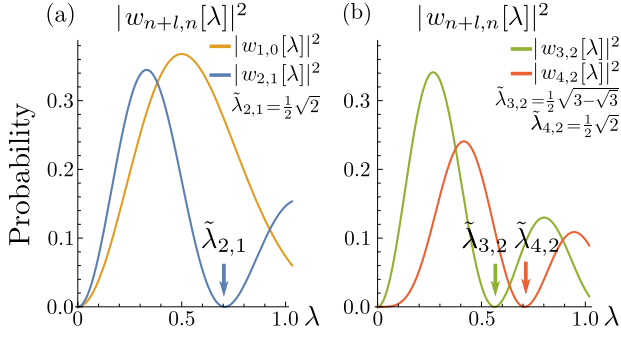 (a) |w_{n+l,n}[λ]|²
|w_{1,0}[λ]|²
|w_{2,1}[λ]|²
λ̃_{2,1}=½√2
Probability
0.3
0.2
0.1
0.0
λ̃_{2,1}
0 0.5 1.0 λ
(b) |w_{n+l,n}[λ]|²
|w_{3,2}[λ]|²
|w_{4,2}[λ]|²
λ̃_{3,2}=½√(3−√3)
λ̃_{4,2}=½√2
0.3
0.2
0.1
0.0
λ̃_{3,2} λ̃_{4,2}
0 0.5 1.0 λ